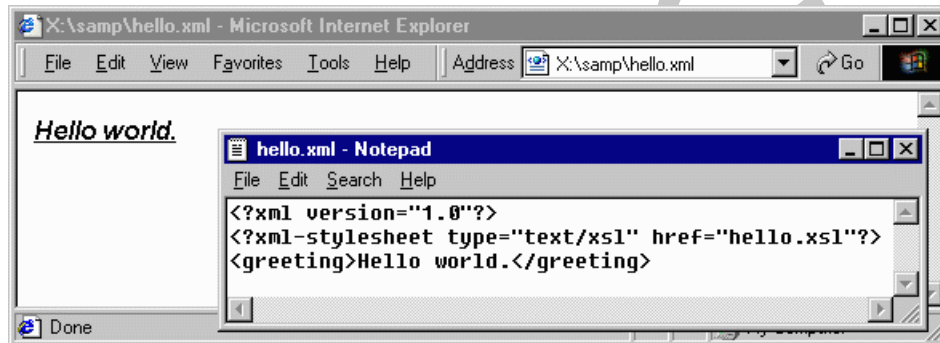 X:\samp\hello.xml - Microsoft Internet Explorer
File Edit View Favorites Tools Help Address X:\samp\hello.xml Go
Hello world.
hello.xml - Notepad
File Edit Search Help
<?xml version="1.0"?>
<?xml-stylesheet type="text/xsl" href="hello.xsl"?>
<greeting>Hello world.</greeting>
Done